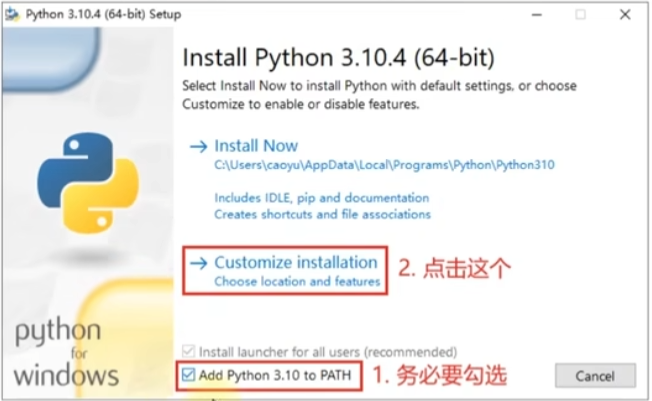 Python 3.10.4 (64-bit) Setup
Install Python 3.10.4 (64-bit)
Select Install Now to install Python with default settings, or choose
Customize to enable or disable features.
Install Now
C:\Users\caoyu\AppData\Local\Programs\Python\Python310
Includes IDLE, pip and documentation
Creates shortcuts and file associations
Customize installation
Choose location and features
2. 点击这个
Install launcher for all users (recommended)
Add Python 3.10 to PATH
1. 务必要勾选
Cancel
python
for
windows